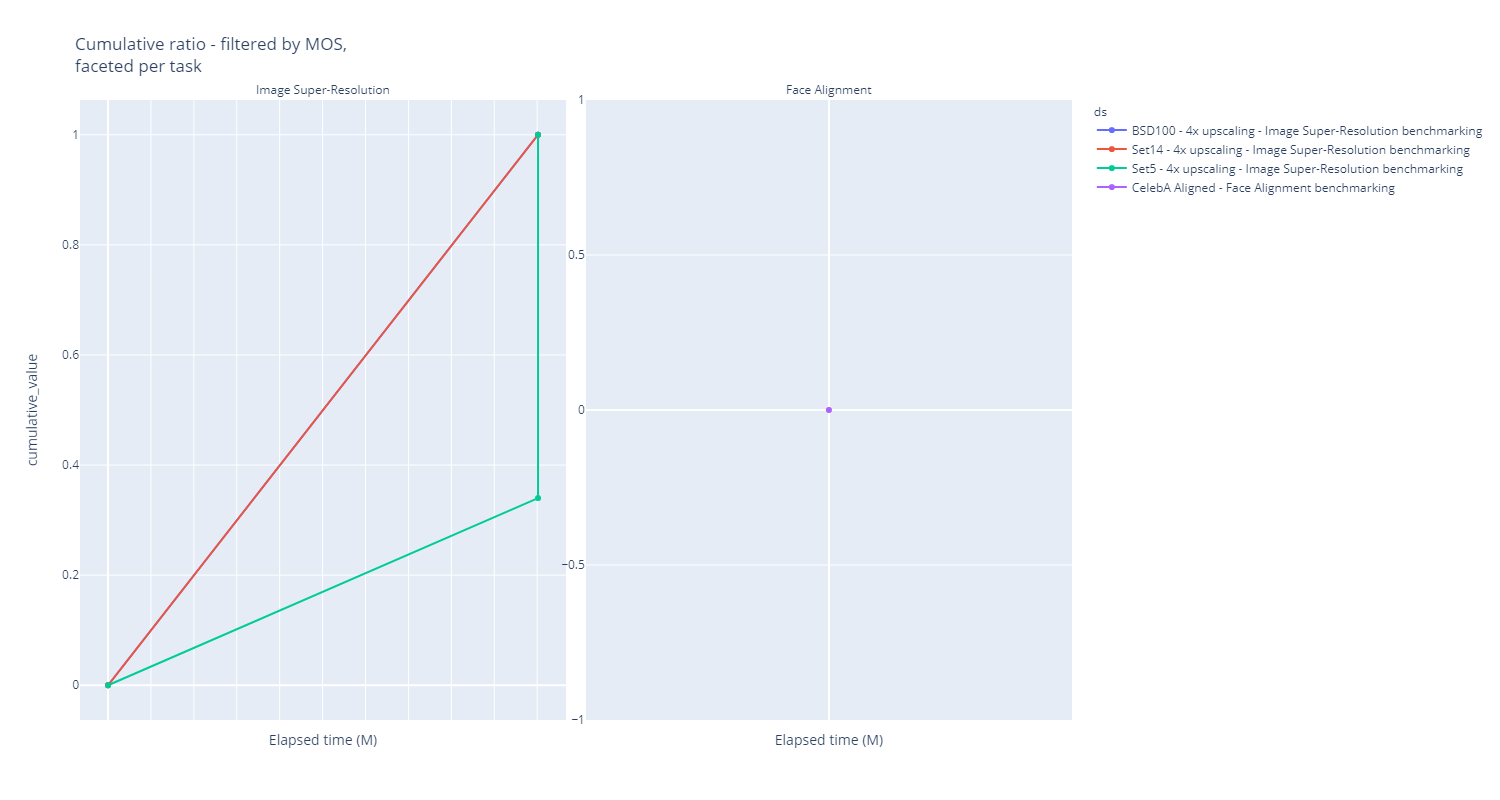 Cumulative ratio - filtered by MOS,
faceted per task
Image Super-Resolution
Face Alignment
cumulative_value
1
0.8
0.6
0.4
0.2
0
Elapsed time (M)
1
0.5
0
−0.5
−1
Elapsed time (M)
ds
BSD100 - 4x upscaling - Image Super-Resolution benchmarking
Set14 - 4x upscaling - Image Super-Resolution benchmarking
Set5 - 4x upscaling - Image Super-Resolution benchmarking
CelebA Aligned - Face Alignment benchmarking